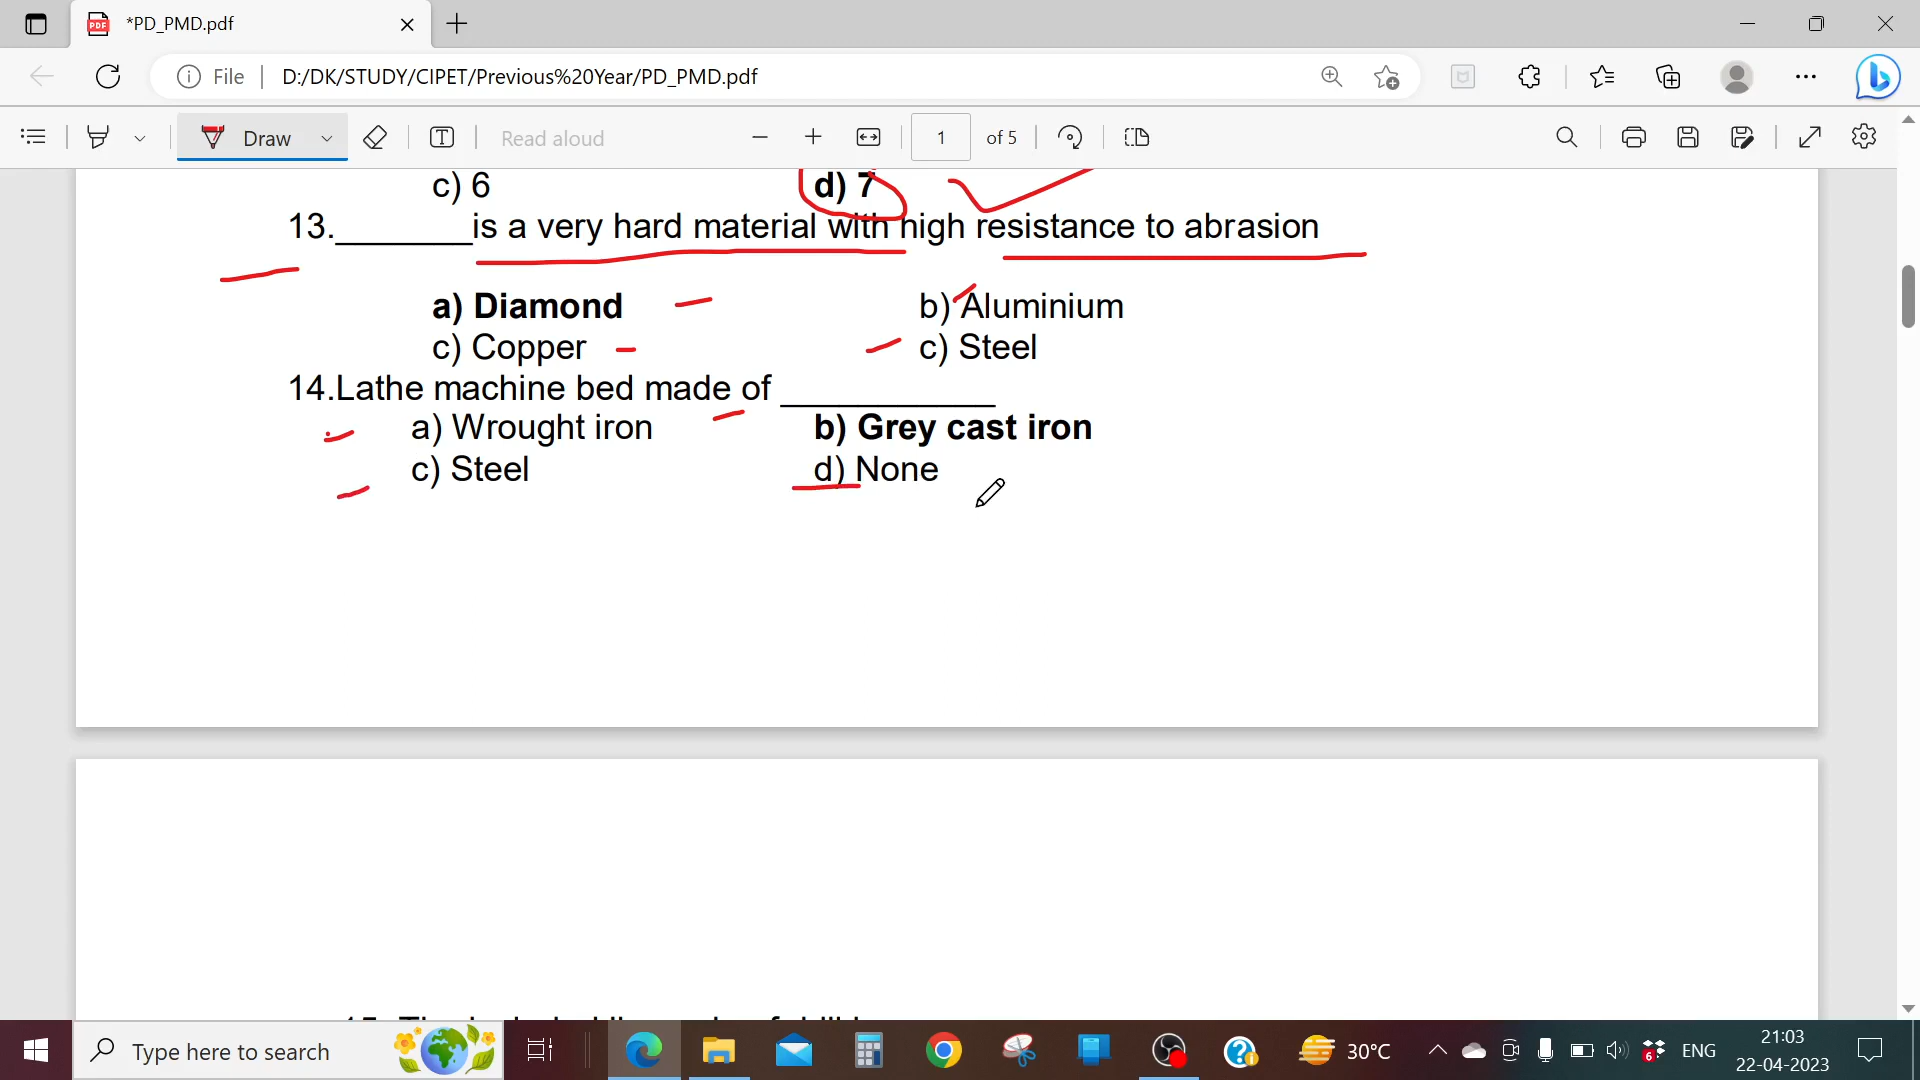 *PD_PMD.pdf
File
D:/DK/STUDY/CIPET/Previous%20Year/PD_PMD.pdf
Draw
Read aloud
1
of 5
c) 6
d) 7
13._______is a very hard material with high resistance to abrasion
a) Diamond
b) Aluminium
c) Copper
c) Steel
14.Lathe machine bed made of ___________
a) Wrought iron
b) Grey cast iron
c) Steel
d) None
Type here to search
30°C
ENG
21:03
22-04-2023